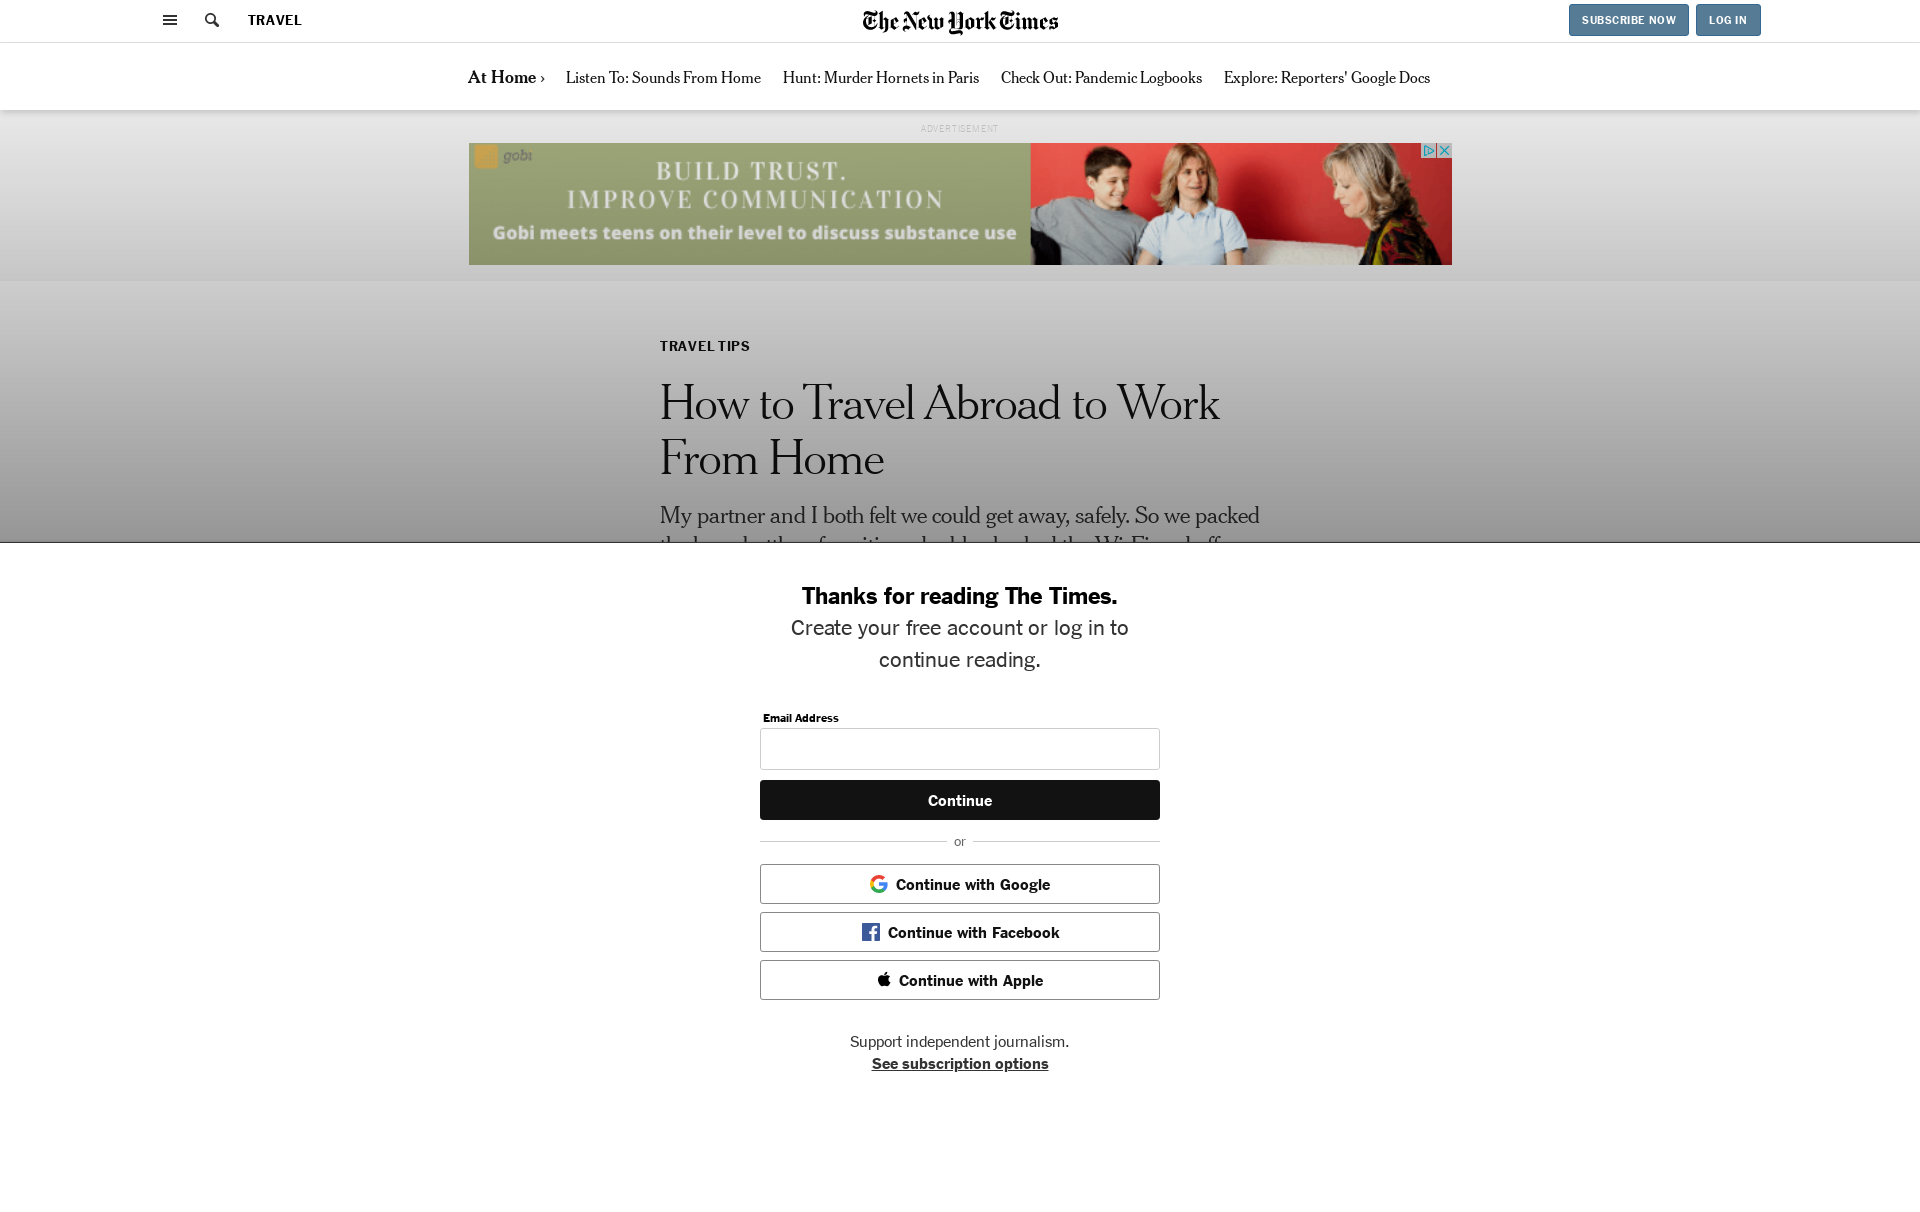 TRAVEL
The New York Times
SUBSCRIBE NOW
LOG IN
At Home ›
Listen To: Sounds From Home
Hunt: Murder Hornets in Paris
Check Out: Pandemic Logbooks
Explore: Reporters' Google Docs
ADVERTISEMENT
gobi
BUILD TRUST.
IMPROVE COMMUNICATION
Gobi meets teens on their level to discuss substance use
TRAVEL TIPS
How to Travel Abroad to Work
From Home
My partner and I both felt we could get away, safely. So we packed
Thanks for reading The Times.
Create your free account or log in to
continue reading.
Email Address
Continue
or
Continue with Google
Continue with Facebook
Continue with Apple
Support independent journalism.
See subscription options